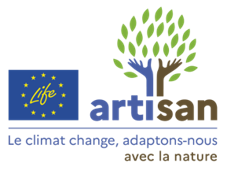 Life
artisan
Le climat change, adaptons-nous
avec la nature